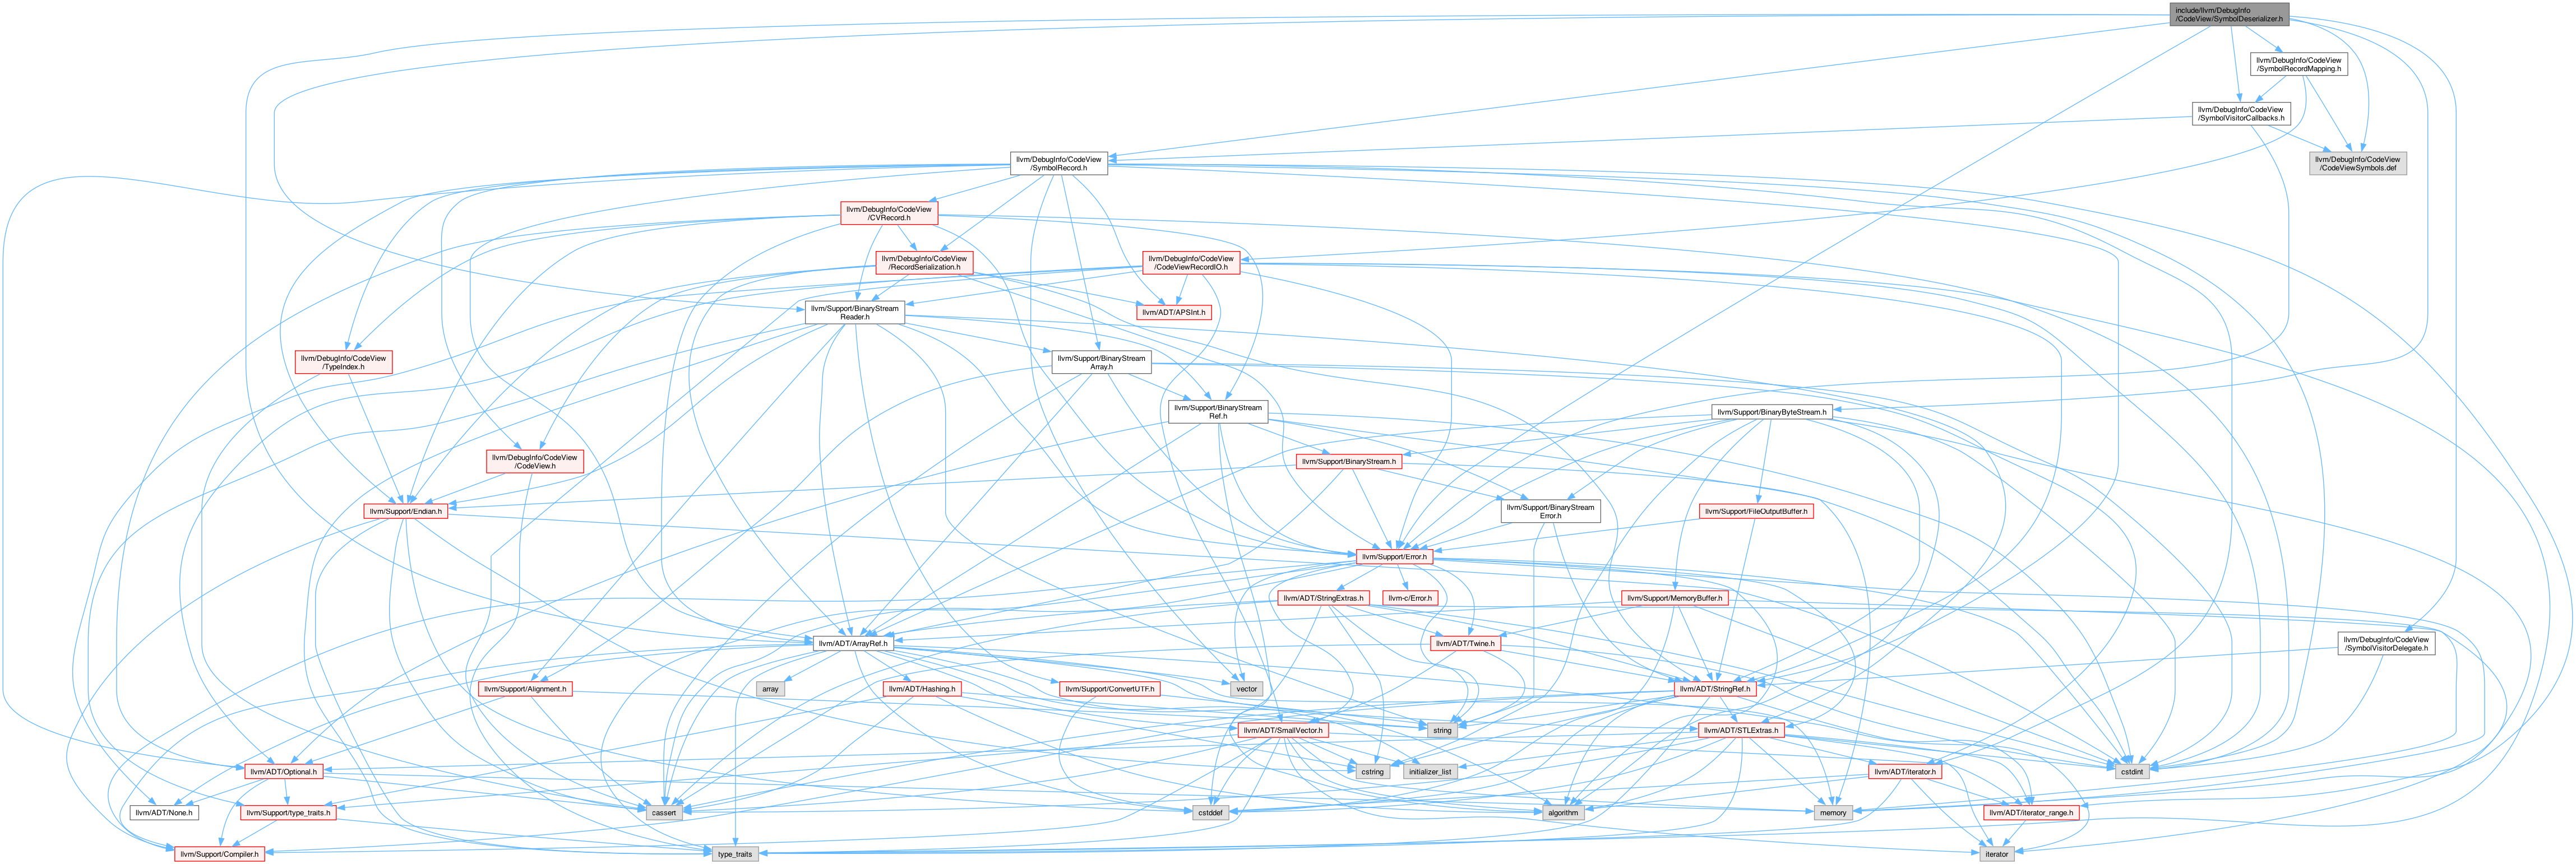 include/llvm/DebugInfo
/CodeView/SymbolDeserializer.h
llvm/DebugInfo/CodeView
/SymbolRecordMapping.h
llvm/DebugInfo/CodeView
/SymbolVisitorCallbacks.h
llvm/DebugInfo/CodeView
/SymbolRecord.h
llvm/DebugInfo/CodeView
/CodeViewSymbols.def
llvm/DebugInfo/CodeView
/CVRecord.h
llvm/DebugInfo/CodeView
/RecordSerialization.h
llvm/DebugInfo/CodeView
/CodeViewRecordIO.h
llvm/Support/BinaryStream
Reader.h
llvm/ADT/APSInt.h
llvm/DebugInfo/CodeView
/TypeIndex.h
llvm/Support/BinaryStream
Array.h
llvm/Support/BinaryStream
Ref.h
llvm/Support/BinaryByteStream.h
llvm/DebugInfo/CodeView
/CodeView.h
llvm/Support/BinaryStream.h
llvm/Support/Endian.h
llvm/Support/BinaryStream
Error.h
llvm/Support/FileOutputBuffer.h
llvm/Support/Error.h
llvm/ADT/StringExtras.h
llvm-c/Error.h
llvm/Support/MemoryBuffer.h
llvm/ADT/ArrayRef.h
llvm/ADT/Twine.h
llvm/DebugInfo/CodeView
/SymbolVisitorDelegate.h
llvm/Support/Alignment.h
array
llvm/ADT/Hashing.h
llvm/Support/ConvertUTF.h
vector
llvm/ADT/StringRef.h
llvm/ADT/SmallVector.h
string
llvm/ADT/STLExtras.h
llvm/ADT/Optional.h
cstring
initializer_list
llvm/ADT/iterator.h
cstdint
llvm/ADT/None.h
llvm/Support/type_traits.h
cassert
cstddef
algorithm
memory
llvm/ADT/iterator_range.h
llvm/Support/Compiler.h
type_traits
iterator